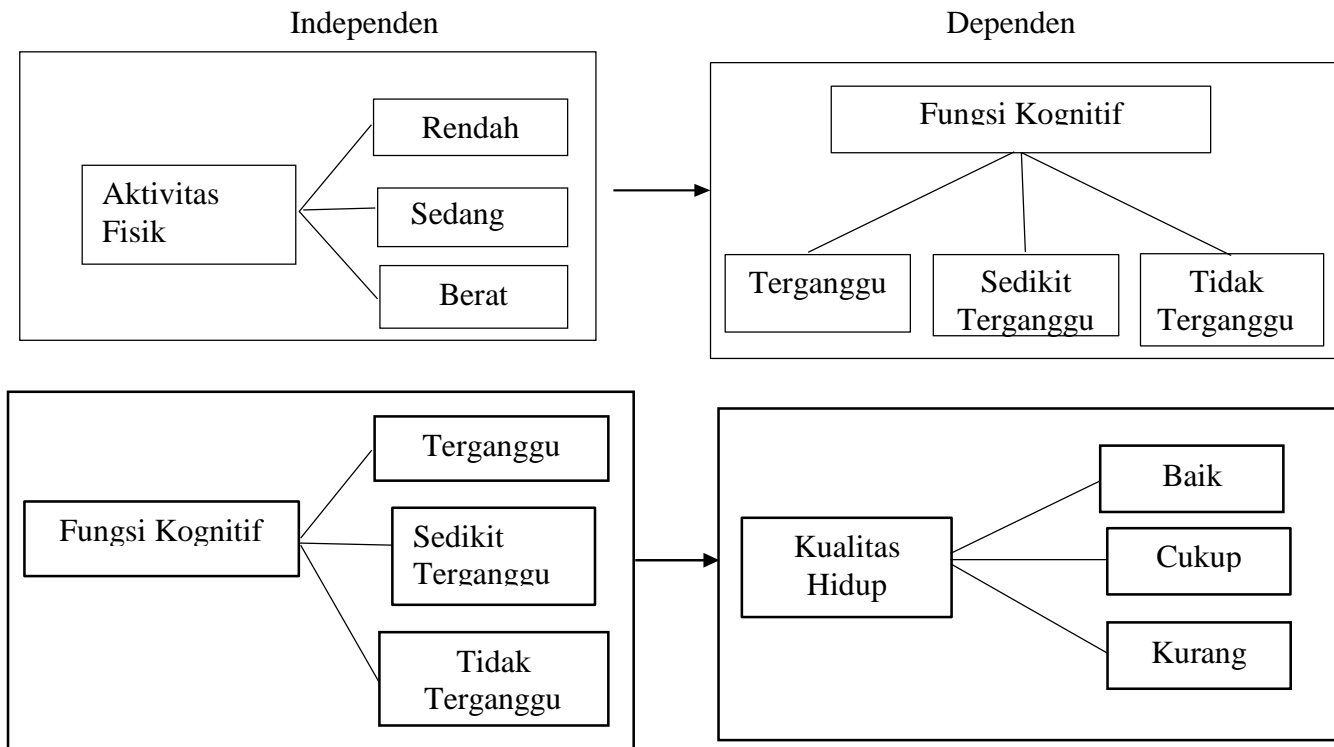 Independen
Dependen
Aktivitas
Fisik
Rendah
Sedang
Berat
Fungsi Kognitif
Terganggu
Sedikit
Terganggu
Tidak
Terganggu
Fungsi Kognitif
Terganggu
Sedikit
Terganggu
Tidak
Terganggu
Kualitas
Hidup
Baik
Cukup
Kurang